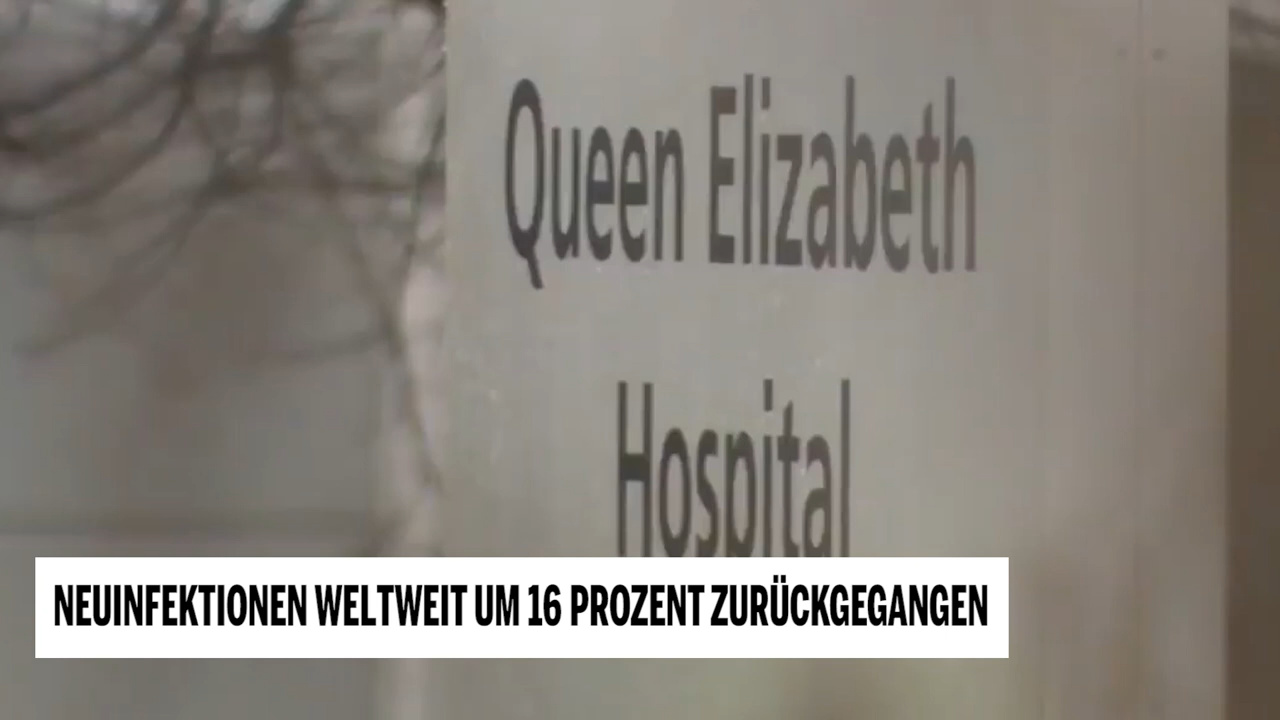 Queen Elizabeth
Hospital
NEUINFEKTIONEN WELTWEIT UM 16 PROZENT ZURÜCKGEGANGEN